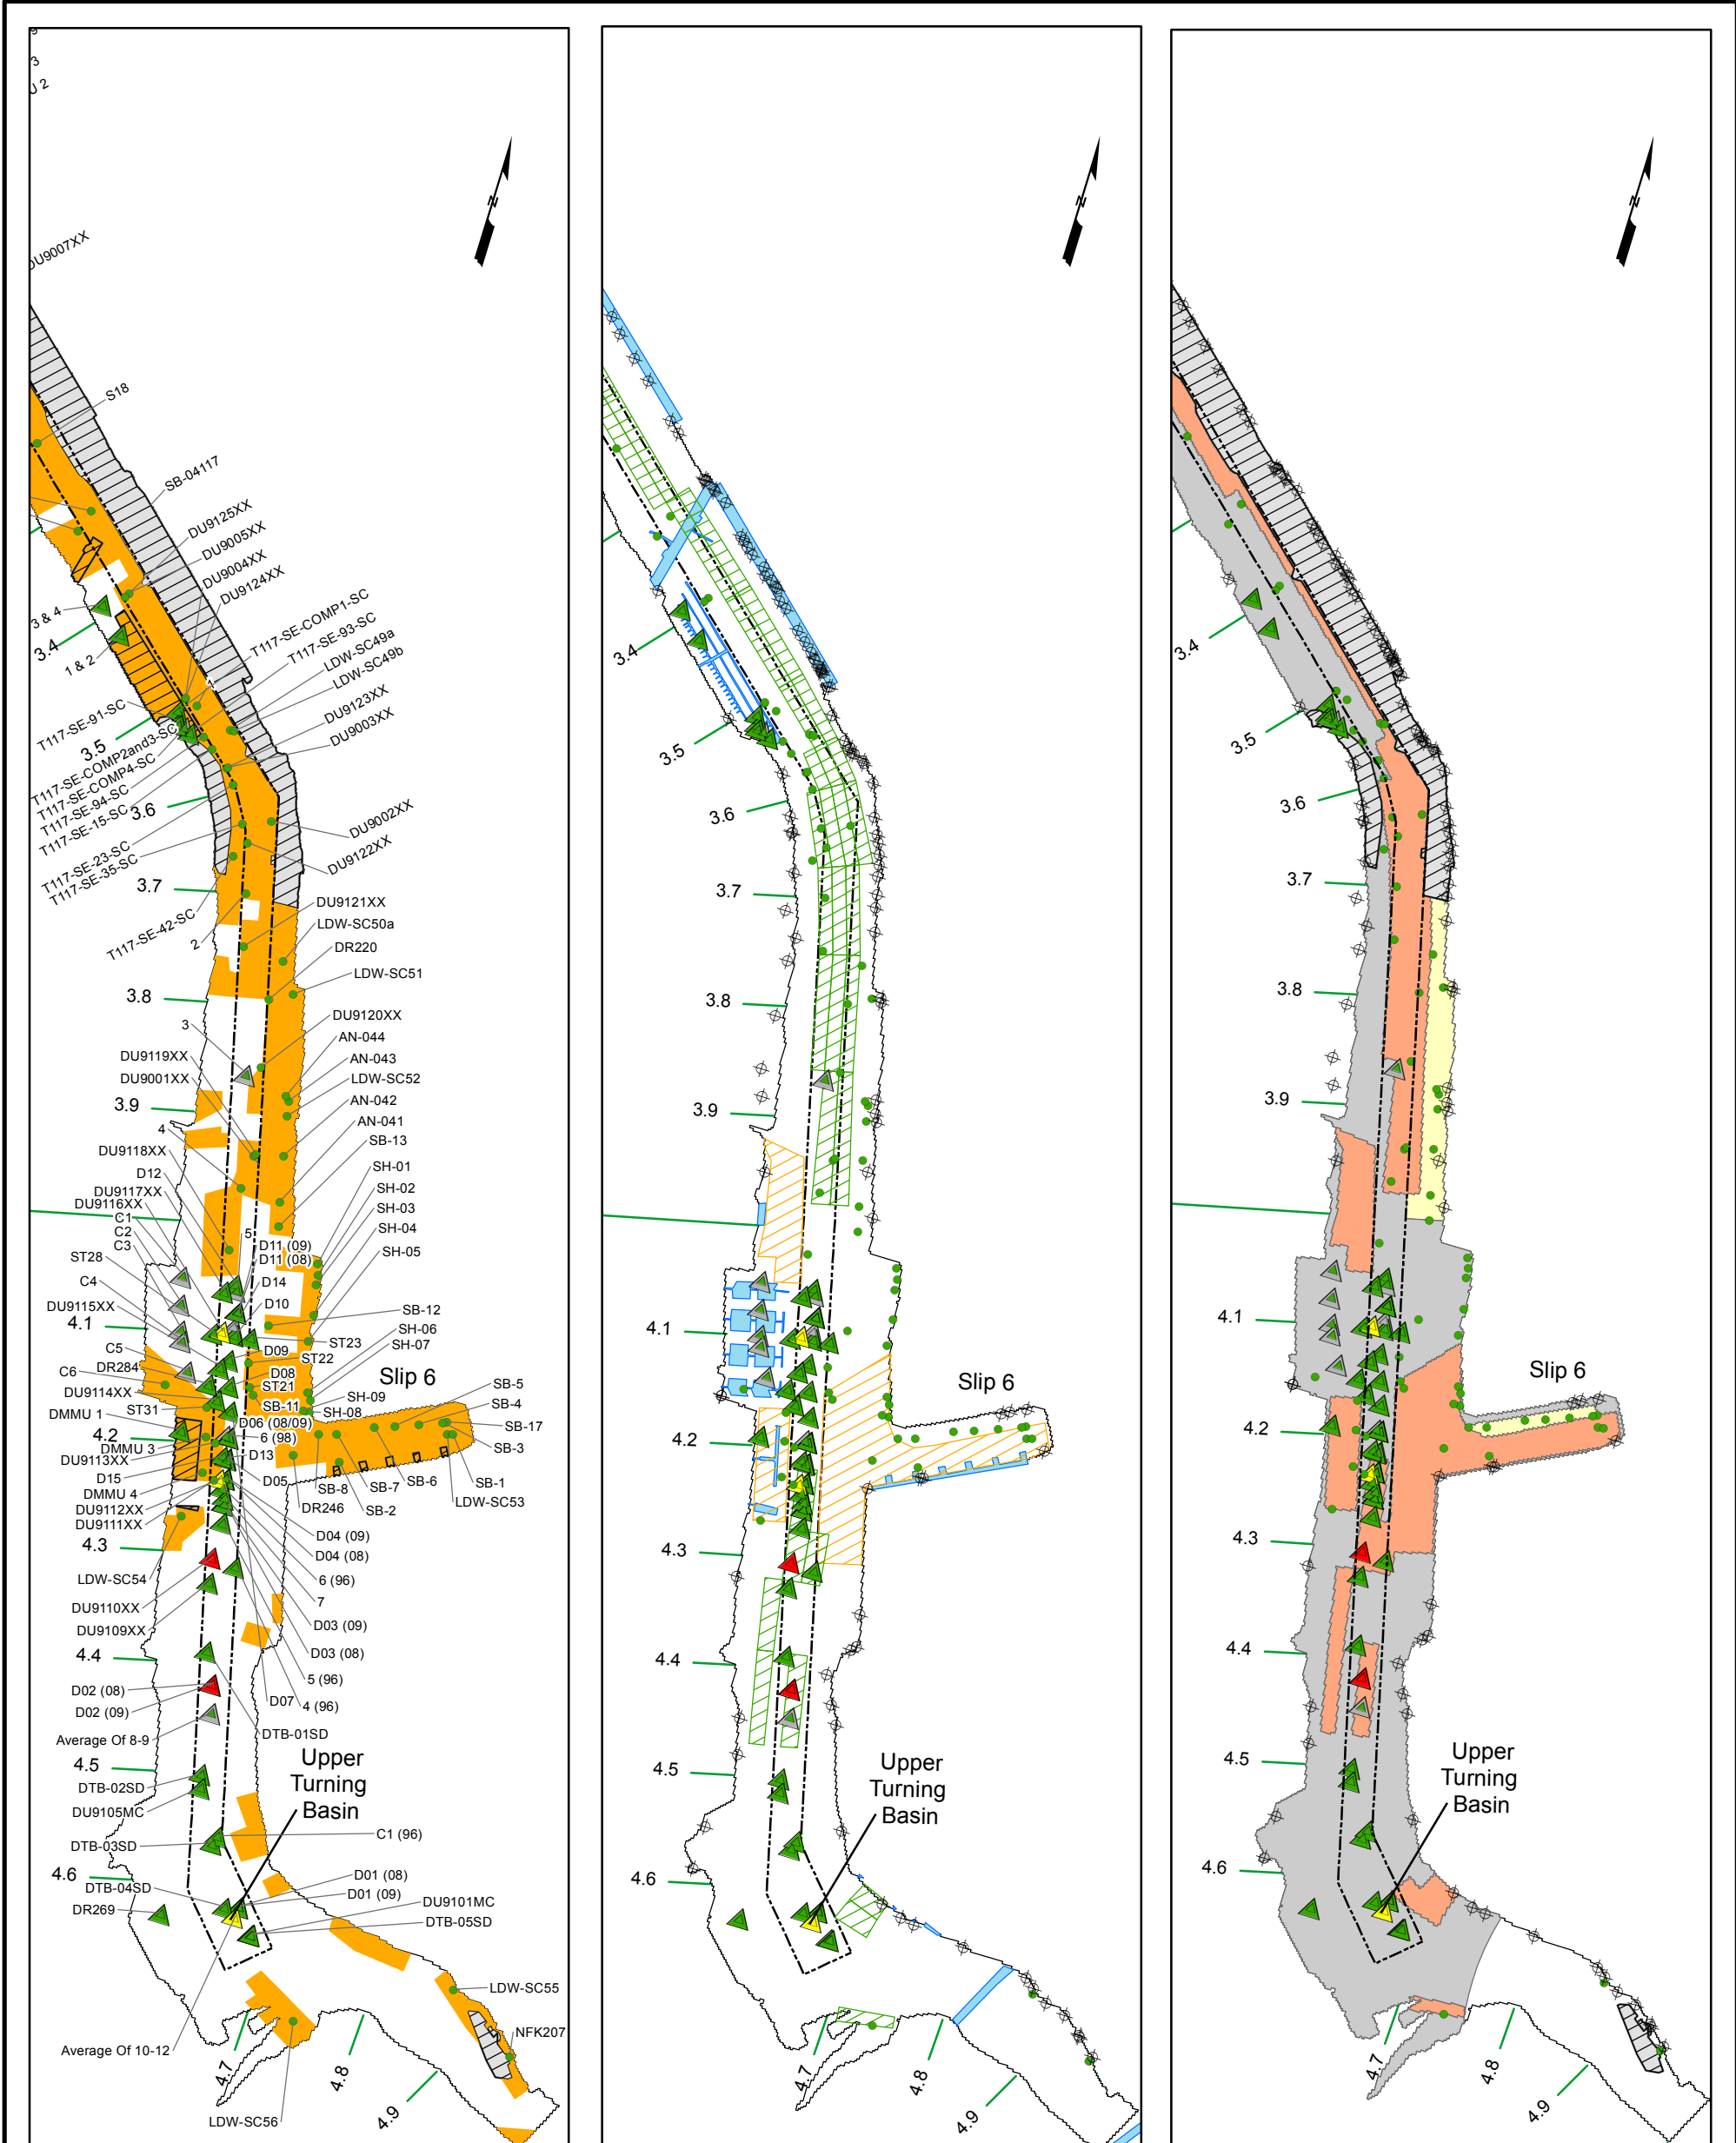 3
U 2
DU9007XX
N
S18
SB-04117
DU9125XX
DU9005XX
DU9004XX
DU9124XX
3 & 4
3.4
1 & 2
T117-SE-COMP1-SC
T117-SE-93-SC
LDW-SC49a
LDW-SC49b
1
T117-SE-91-SC
3.5
DU9123XX
DU9003XX
T117-SE-COMP2and3-SC
T117-SE-COMP4-SC
T117-SE-94-SC
T117-SE-15-SC
3.6
DU9002XX
DU9122XX
T117-SE-23-SC
T117-SE-35-SC
3.7
T117-SE-42-SC
2
DU9121XX
LDW-SC50a
DR220
LDW-SC51
3.8
3
DU9120XX
AN-044
DU9119XX
AN-043
DU9001XX
LDW-SC52
3.9
AN-042
AN-041
4
SB-13
DU9118XX
D12
SH-01
DU9117XX
SH-02
DU9116XX
SH-03
C1
C2
SH-04
C3
5
D11 (09)
SH-05
ST28
D11 (08)
C4
D14
DU9115XX
D10
SB-12
4.1
SH-06
ST23
SH-07
C5
D09
ST22
DR284
C6
D08
Slip 6
ST21
SB-5
DU9114XX
SH-09
SB-4
ST31
SB-11
SH-08
DMMU 1
D06 (08/09)
SB-17
4.2
6 (98)
DMMU 3
SB-3
DU9113XX
D13
D15
D05
SB-1
DMMU 4
SB-8
SB-7
SB-6
LDW-SC53
DU9112XX
DR246
SB-2
DU9111XX
D04 (09)
4.3
D04 (08)
LDW-SC54
6 (96)
7
DU9110XX
D03 (09)
DU9109XX
D03 (08)
4.4
5 (96)
D02 (08)
D07
4 (96)
D02 (09)
DTB-01SD
Average Of 8-9
Upper
Turning
Basin
4.5
DTB-02SD
DU9105MC
C1 (96)
DTB-03SD
4.6
D01 (08)
DTB-04SD
D01 (09)
DU9101MC
DR269
DTB-05SD
LDW-SC55
NFK207
Average Of 10-12
4.7
4.8
4.9
LDW-SC56
N
3.4
3.5
3.6
3.7
3.8
3.9
4.1
Slip 6
4.2
4.3
4.4
4.5
Upper
Turning
Basin
4.6
4.7
4.8
4.9
N
3.4
3.5
3.6
3.7
3.8
3.9
4.1
Slip 6
4.2
4.3
4.4
4.5
Upper
Turning
Basin
4.6
4.7
4.8
4.9